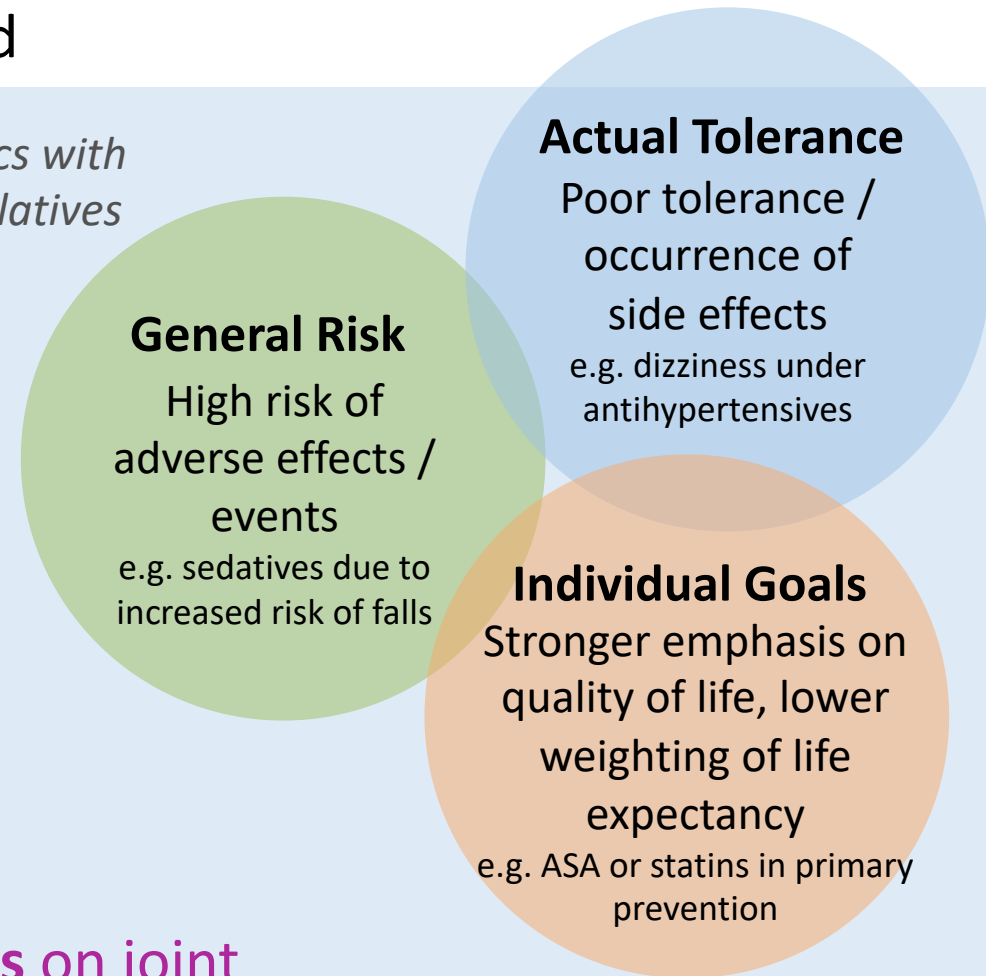 d
cs with
latives
Actual Tolerance
Poor tolerance /
occurrence of
side effects
e.g. dizziness under
antihypertensives
General Risk
High risk of
adverse effects /
events
e.g. sedatives due to
increased risk of falls
Individual Goals
Stronger emphasis on
quality of life, lower
weighting of life
expectancy
e.g. ASA or statins in primary
prevention
s on joint